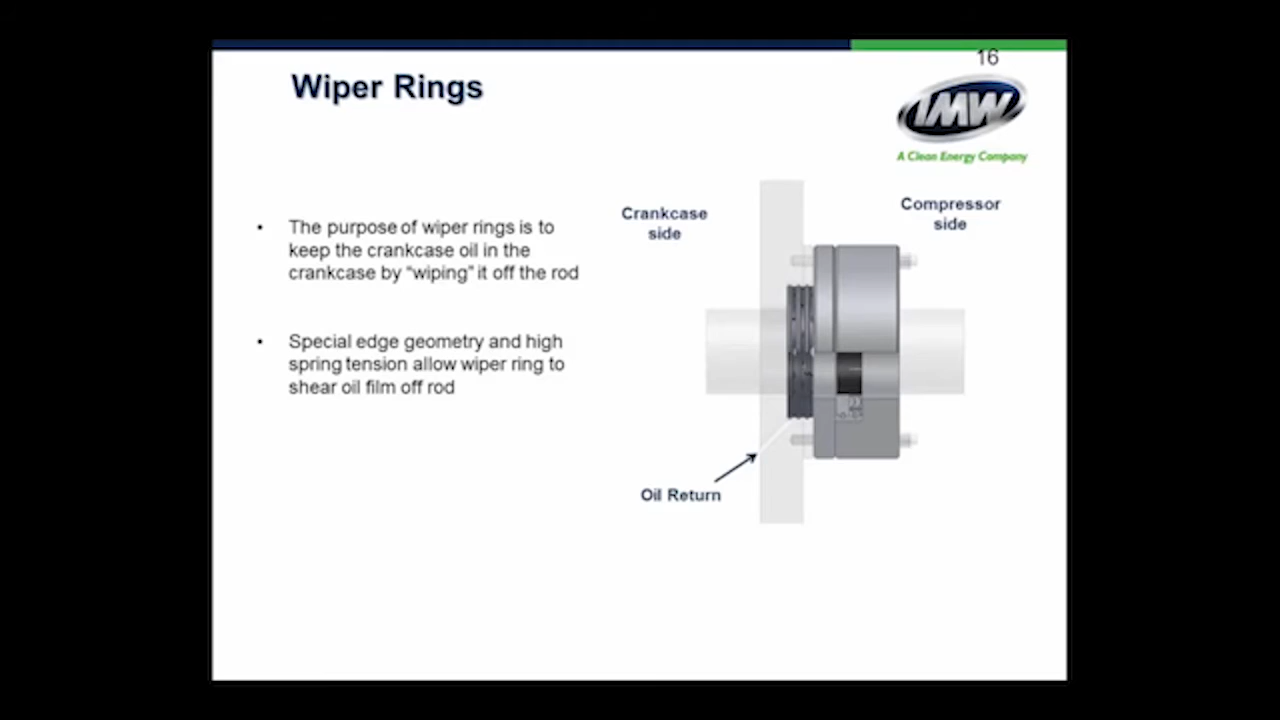 16
Wiper Rings
IMW
A Clean Energy Company
• The purpose of wiper rings is to
keep the crankcase oil in the
crankcase by “wiping” it off the rod
• Special edge geometry and high
spring tension allow wiper ring to
shear oil film off rod
Crankcase
side
Compressor
side
Oil Return